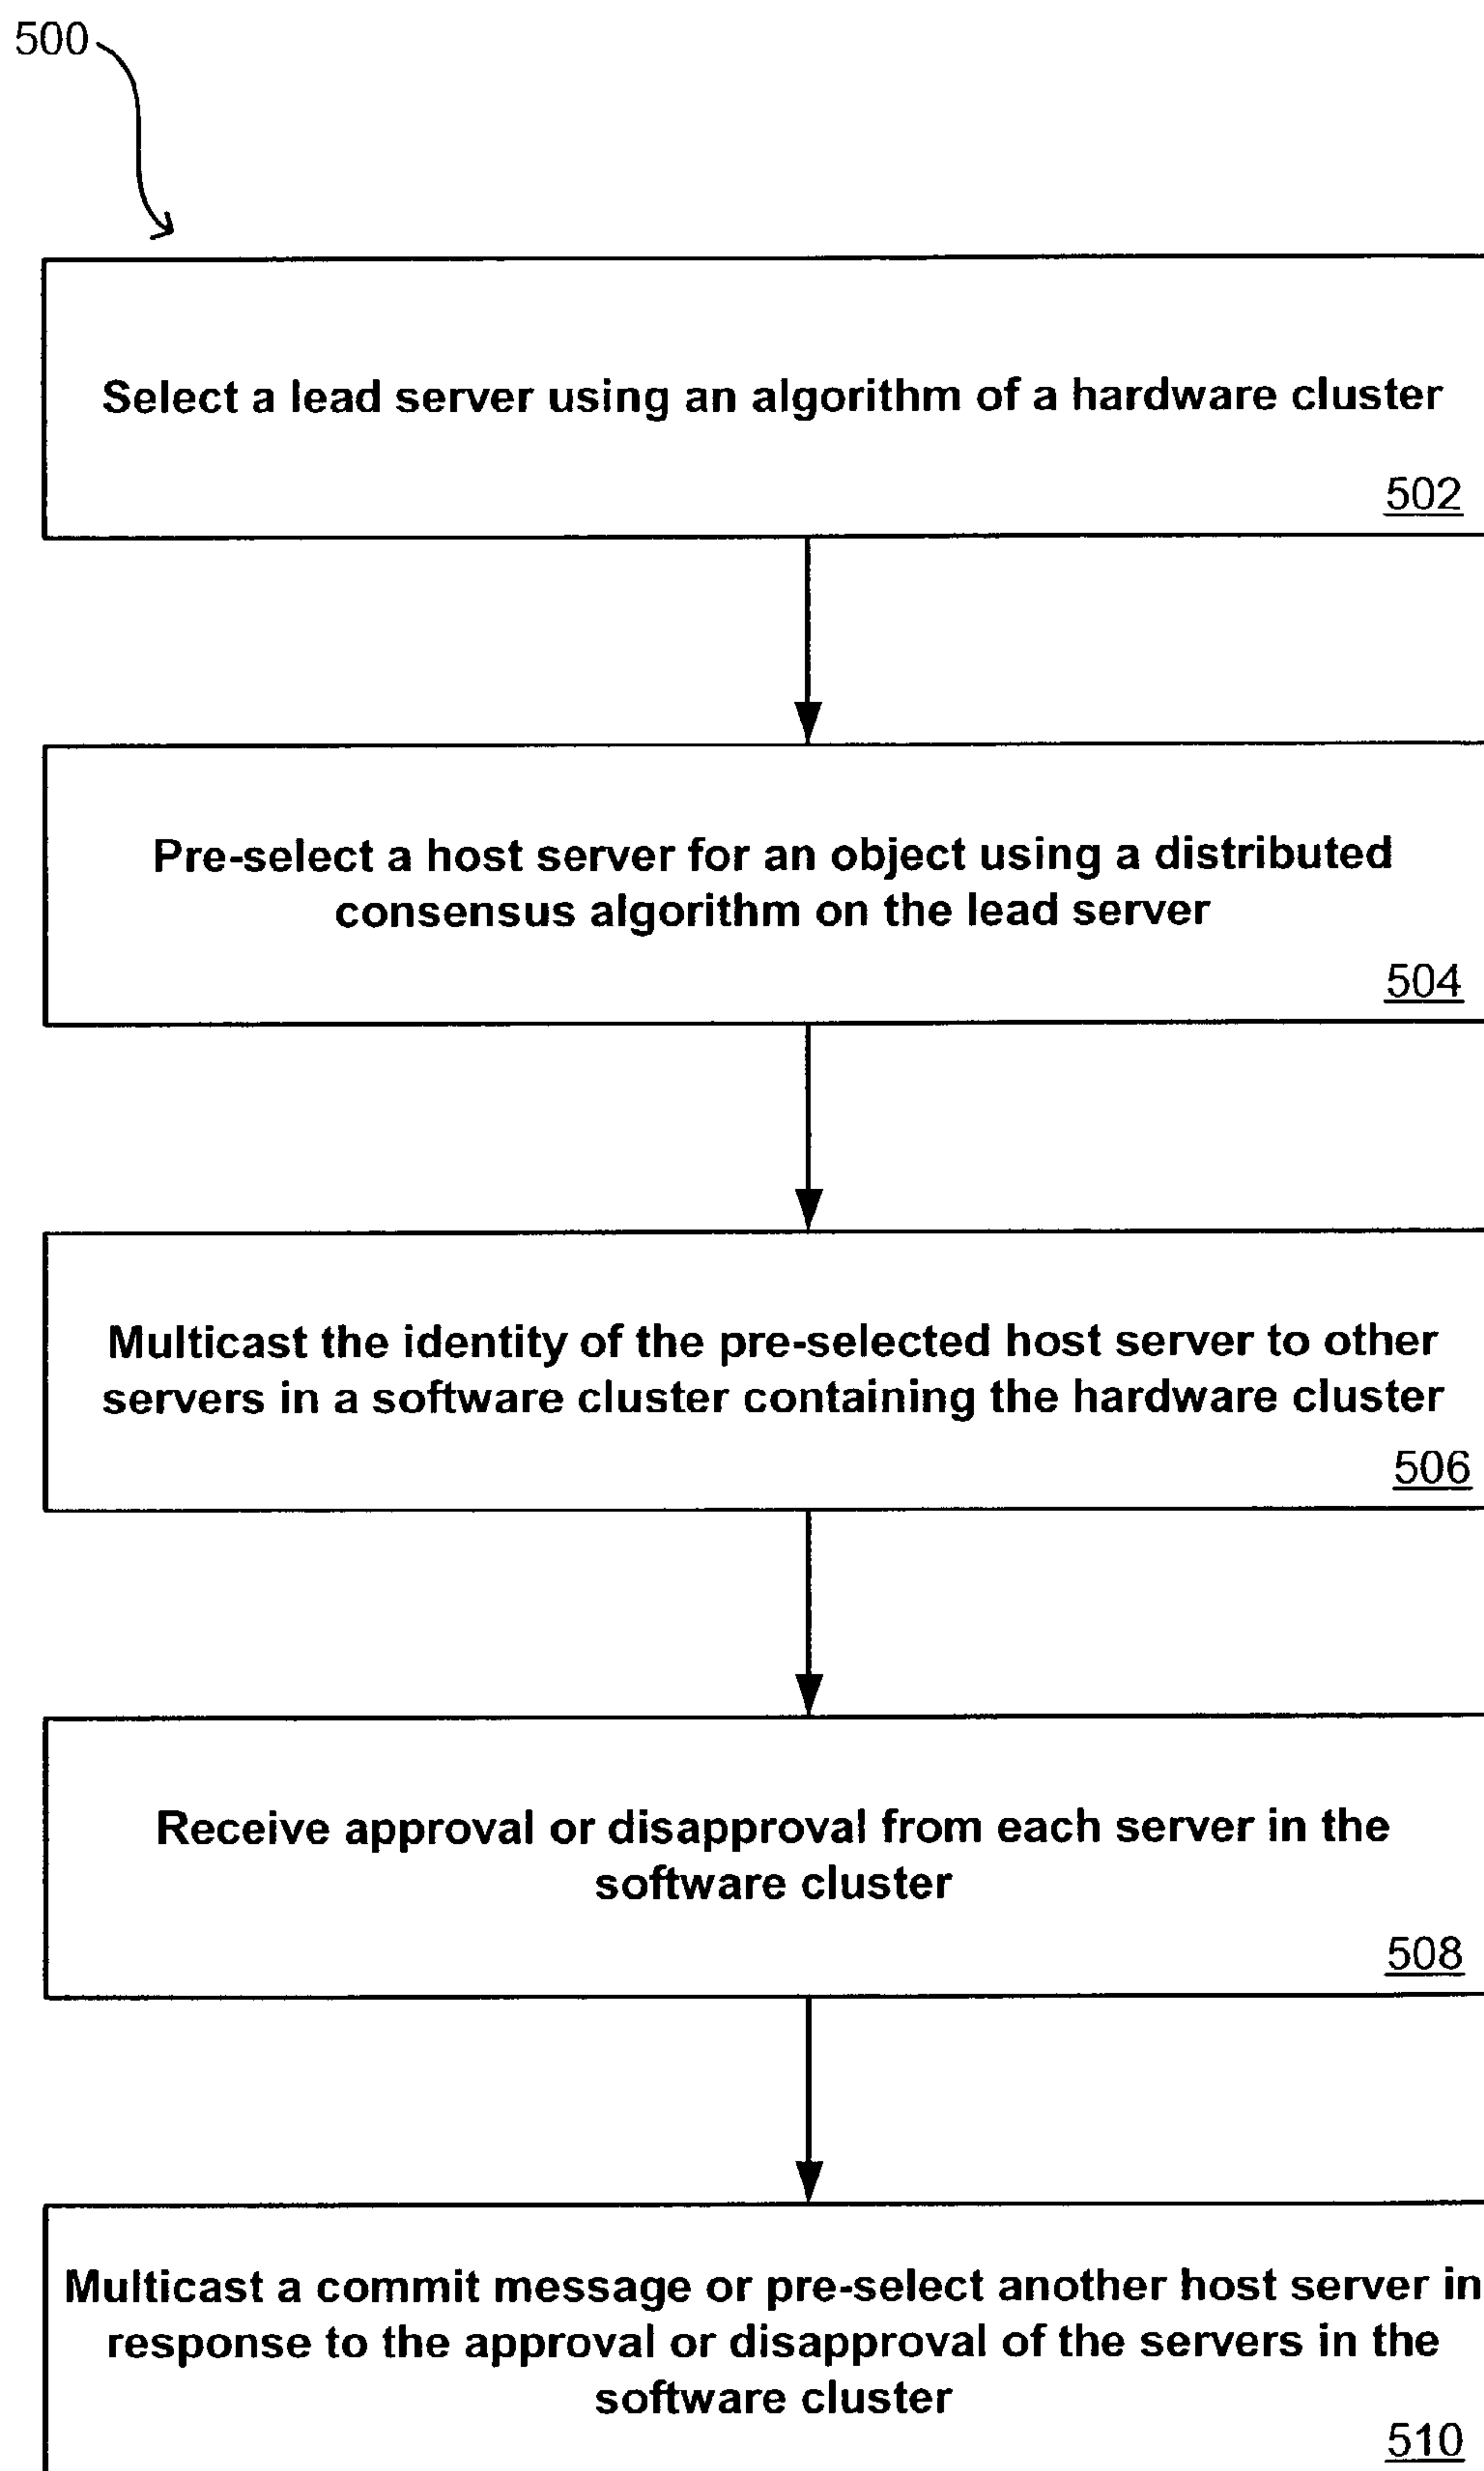 500
Select a lead server using an algorithm of a hardware cluster
502
Pre-select a host server for an object using a distributed
consensus algorithm on the lead server
504
Multicast the identity of the pre-selected host server to other
servers in a software cluster containing the hardware cluster
506
Receive approval or disapproval from each server in the
software cluster
508
Multicast a commit message or pre-select another host server in
response to the approval or disapproval of the servers in the
software cluster
510